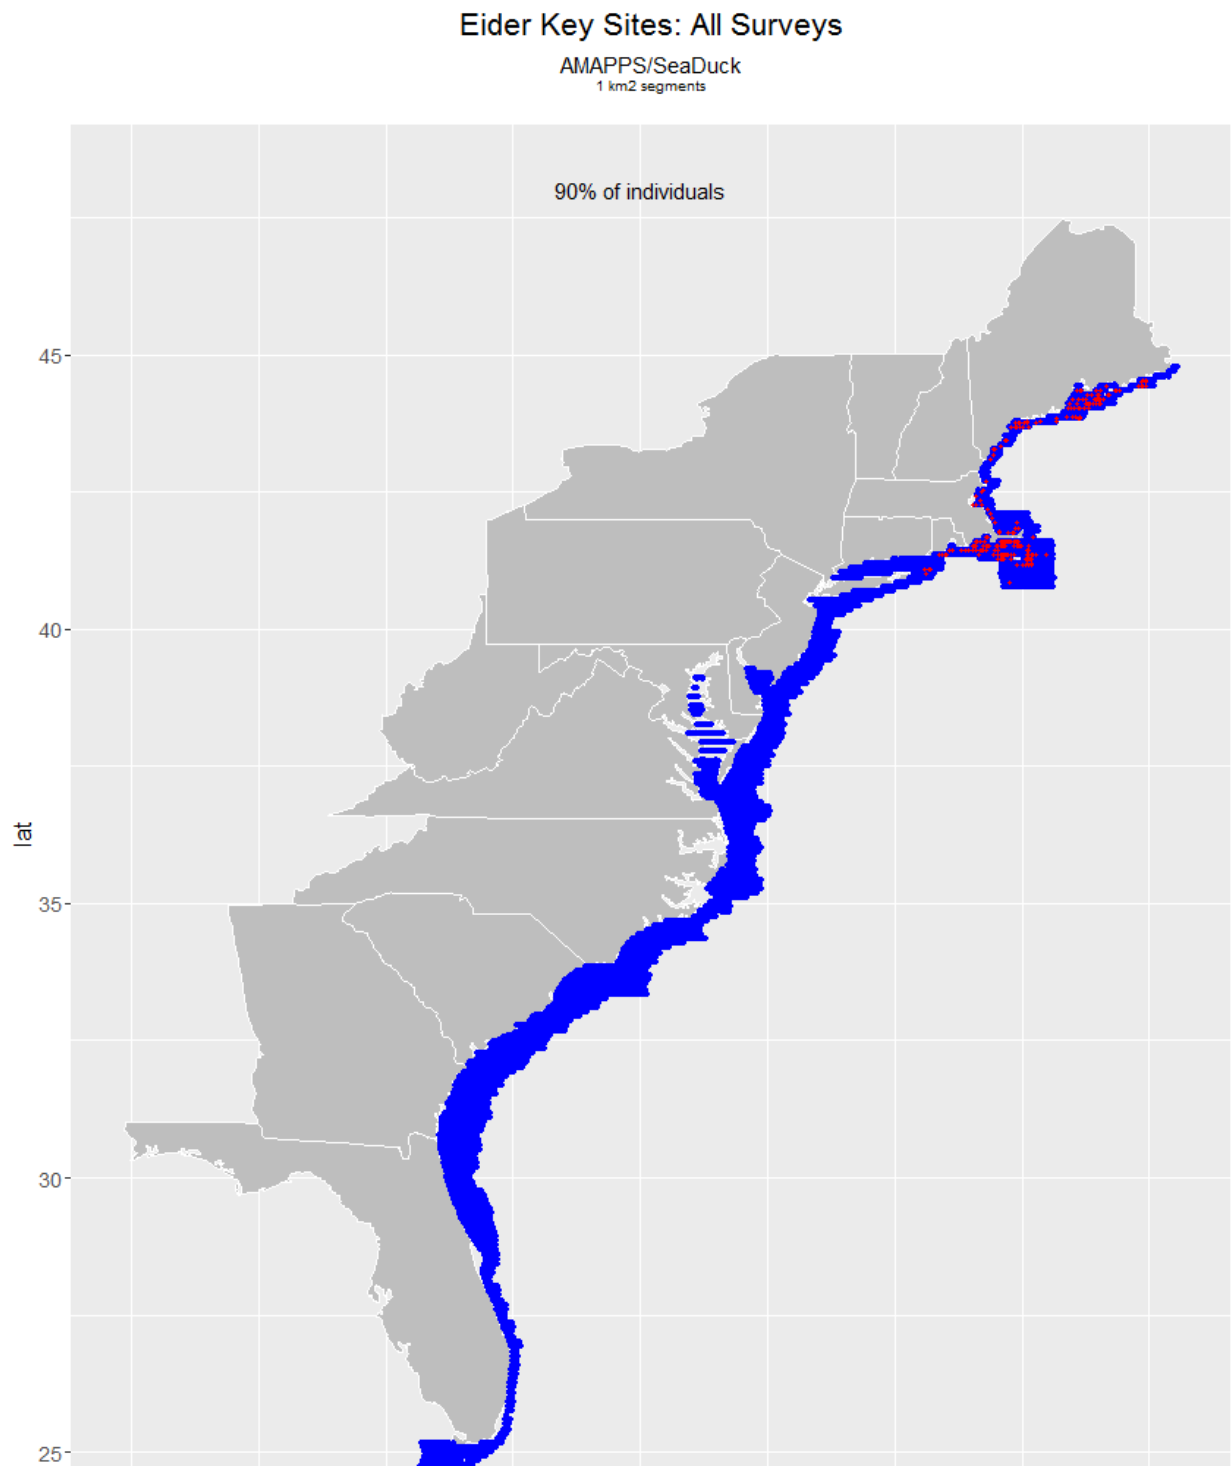 Eider Key Sites: All Surveys
AMAPPS/SeaDuck
1 km2 segments
90% of individuals
45
40
lat
35
30
25